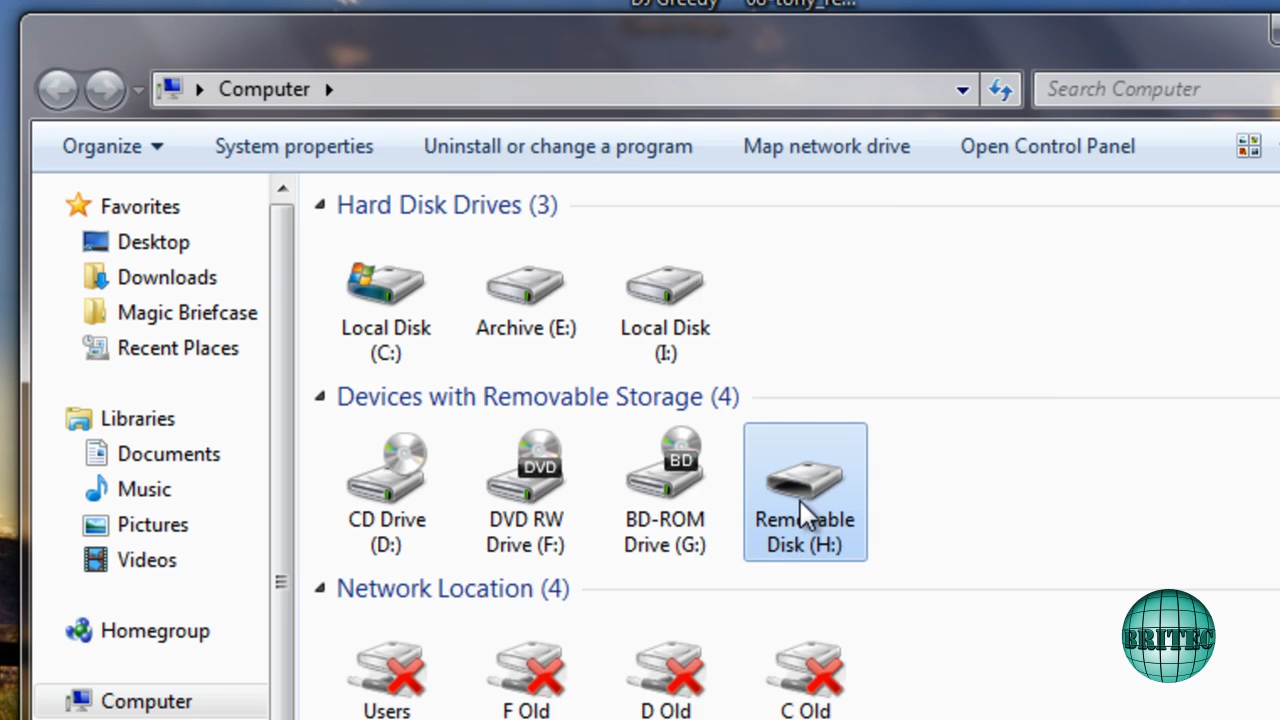 Computer
Search Computer
Organize
System properties
Uninstall or change a program
Map network drive
Open Control Panel
Favorites
Desktop
Downloads
Magic Briefcase
Recent Places
Libraries
Documents
Music
Pictures
Videos
Homegroup
Computer
Hard Disk Drives (3)
Local Disk
(C:)
Archive (E:)
Local Disk
(I:)
Devices with Removable Storage (4)
CD Drive
(D:)
DVD
DVD RW
Drive (F:)
BD
BD-ROM
Drive (G:)
Removable
Disk (H:)
Network Location (4)
Users
F Old
D Old
C Old
BRITEC